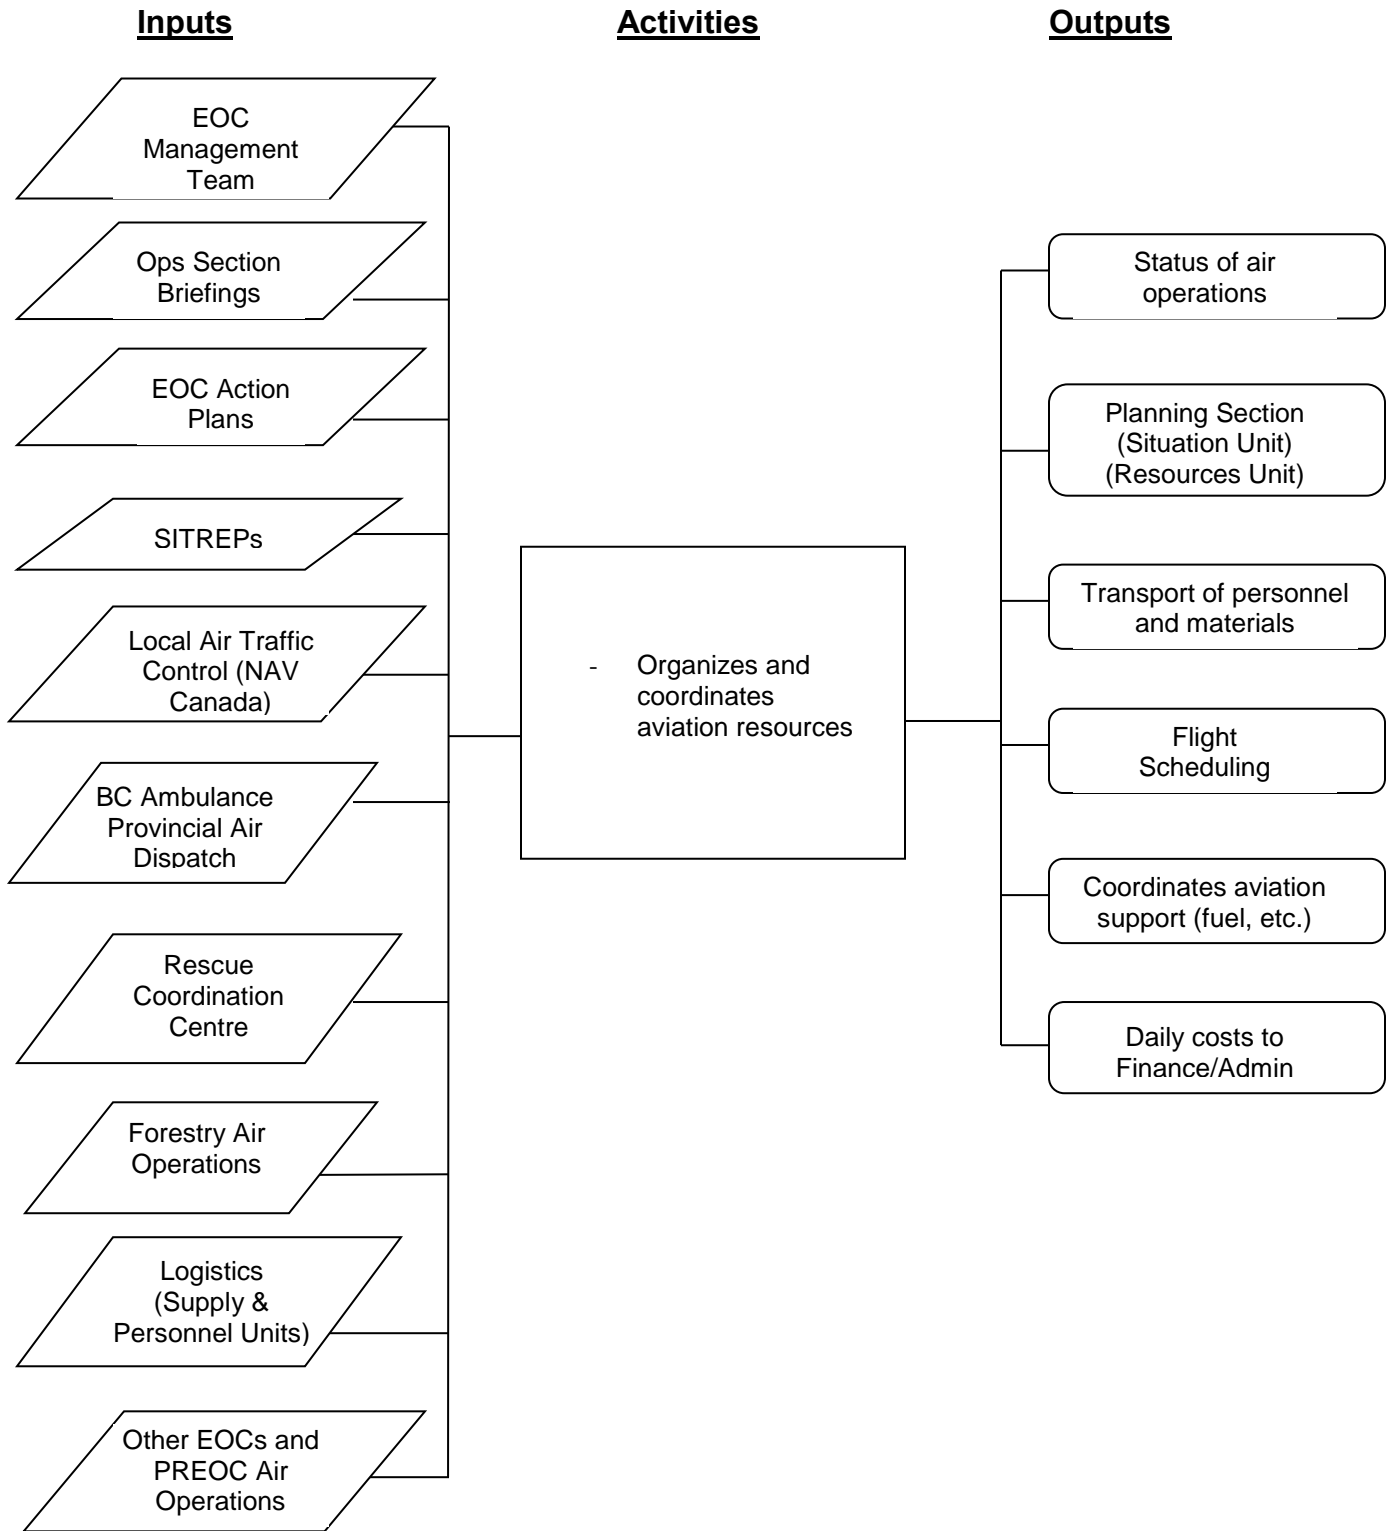 Inputs
Activities
Outputs
EOC
Management
Team
Ops Section
Briefings
EOC Action
Plans
SITREPs
Local Air Traffic
Control (NAV
Canada)
BC Ambulance
Provincial Air
Dispatch
Rescue
Coordination
Centre
Forestry Air
Operations
Logistics
(Supply &
Personnel Units)
Other EOCs and
PREOC Air
Operations
- Organizes and
coordinates
aviation resources
Status of air
operations
Planning Section
(Situation Unit)
(Resources Unit)
Transport of personnel
and materials
Flight
Scheduling
Coordinates aviation
support (fuel, etc.)
Daily costs to
Finance/Admin